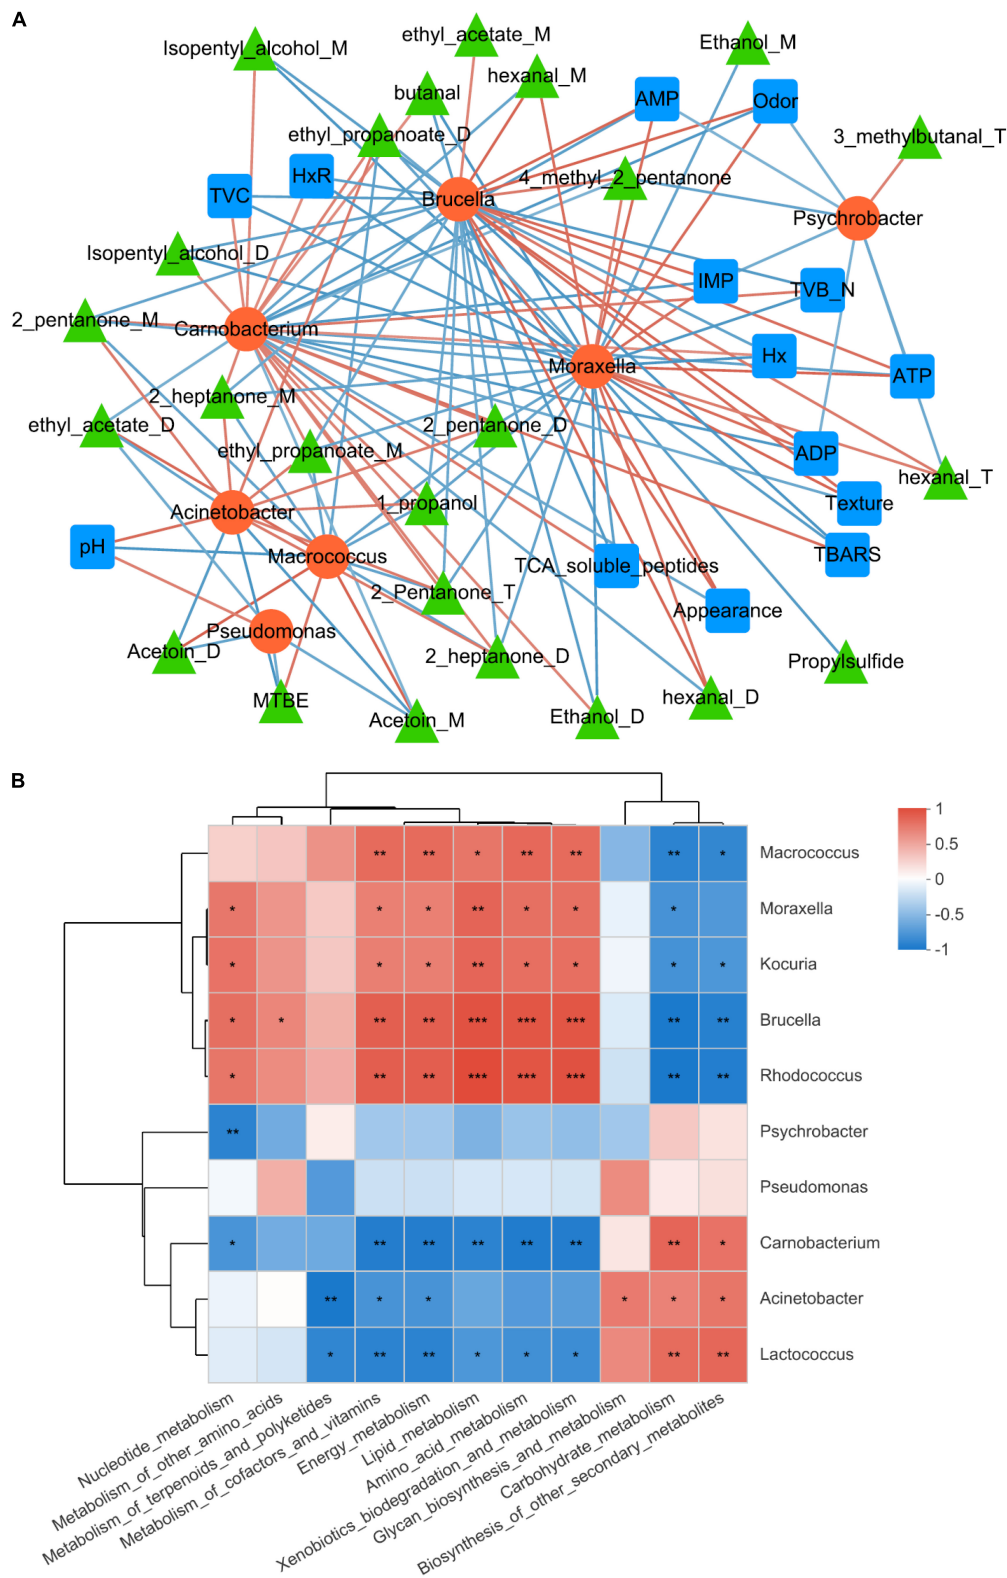 A
Isopentyl_alcohol_M
ethyl_acetate_M
Ethanol_M
hexanal_M
butanal
AMP
Odor
ethyl_propanoate_D
3_methylbutanal_T
HxR
4_methyl_2_pentanone
TVC
Brucella
Psychrobacter
Isopentyl_alcohol_D
IMP
TVB_N
2_pentanone_M
Carnobacterium
Hx
Moraxella
ATP
2_heptanone_M
ethyl_acetate_D
2_pentanone_D
ethyl_propanoate_M
ADP
hexanal_T
1_propanol
Texture
Acinetobacter
pH
Macrococcus
TBARS
TCA_soluble_peptides
2_Pentanone_T
Appearance
Pseudomonas
Acetoin_D
2_heptanone_D
Propylsulfide
MTBE
hexanal_D
Acetoin_M
Ethanol_D
B
1
0.5
0
-0.5
-1
** ** * ** ** ** *
Macrococcus
* * * ** * * *
Moraxella
* * * ** * * * *
Kocuria
* * ** ** *** *** *** ** **
Brucella
* ** ** *** *** *** ** **
Rhodococcus
**
Psychrobacter
Pseudomonas
* ** ** ** ** ** ** *
Carnobacterium
** * * * * *
Acinetobacter
* ** ** * * * ** **
Lactococcus
Nucleotide_metabolism
Metabolism_of_other_amino_acids
Metabolism_of_terpenoids_and_polyketides
Metabolism_of_cofactors_and_vitamins
Energy_metabolism
Lipid_metabolism
Amino_acid_metabolism
Xenobiotics_biodegradation_and_metabolism
Glycan_biosynthesis_and_metabolism
Carbohydrate_metabolism
Biosynthesis_of_other_secondary_metabolites